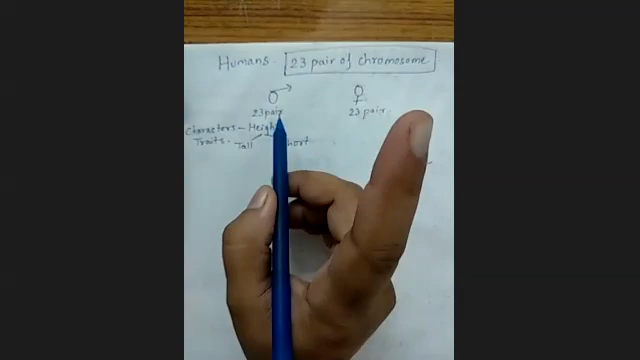 Humans. 23 pair of chromosome
23 pair 23 pair
Characters - Heigh
Traits. Tall hort